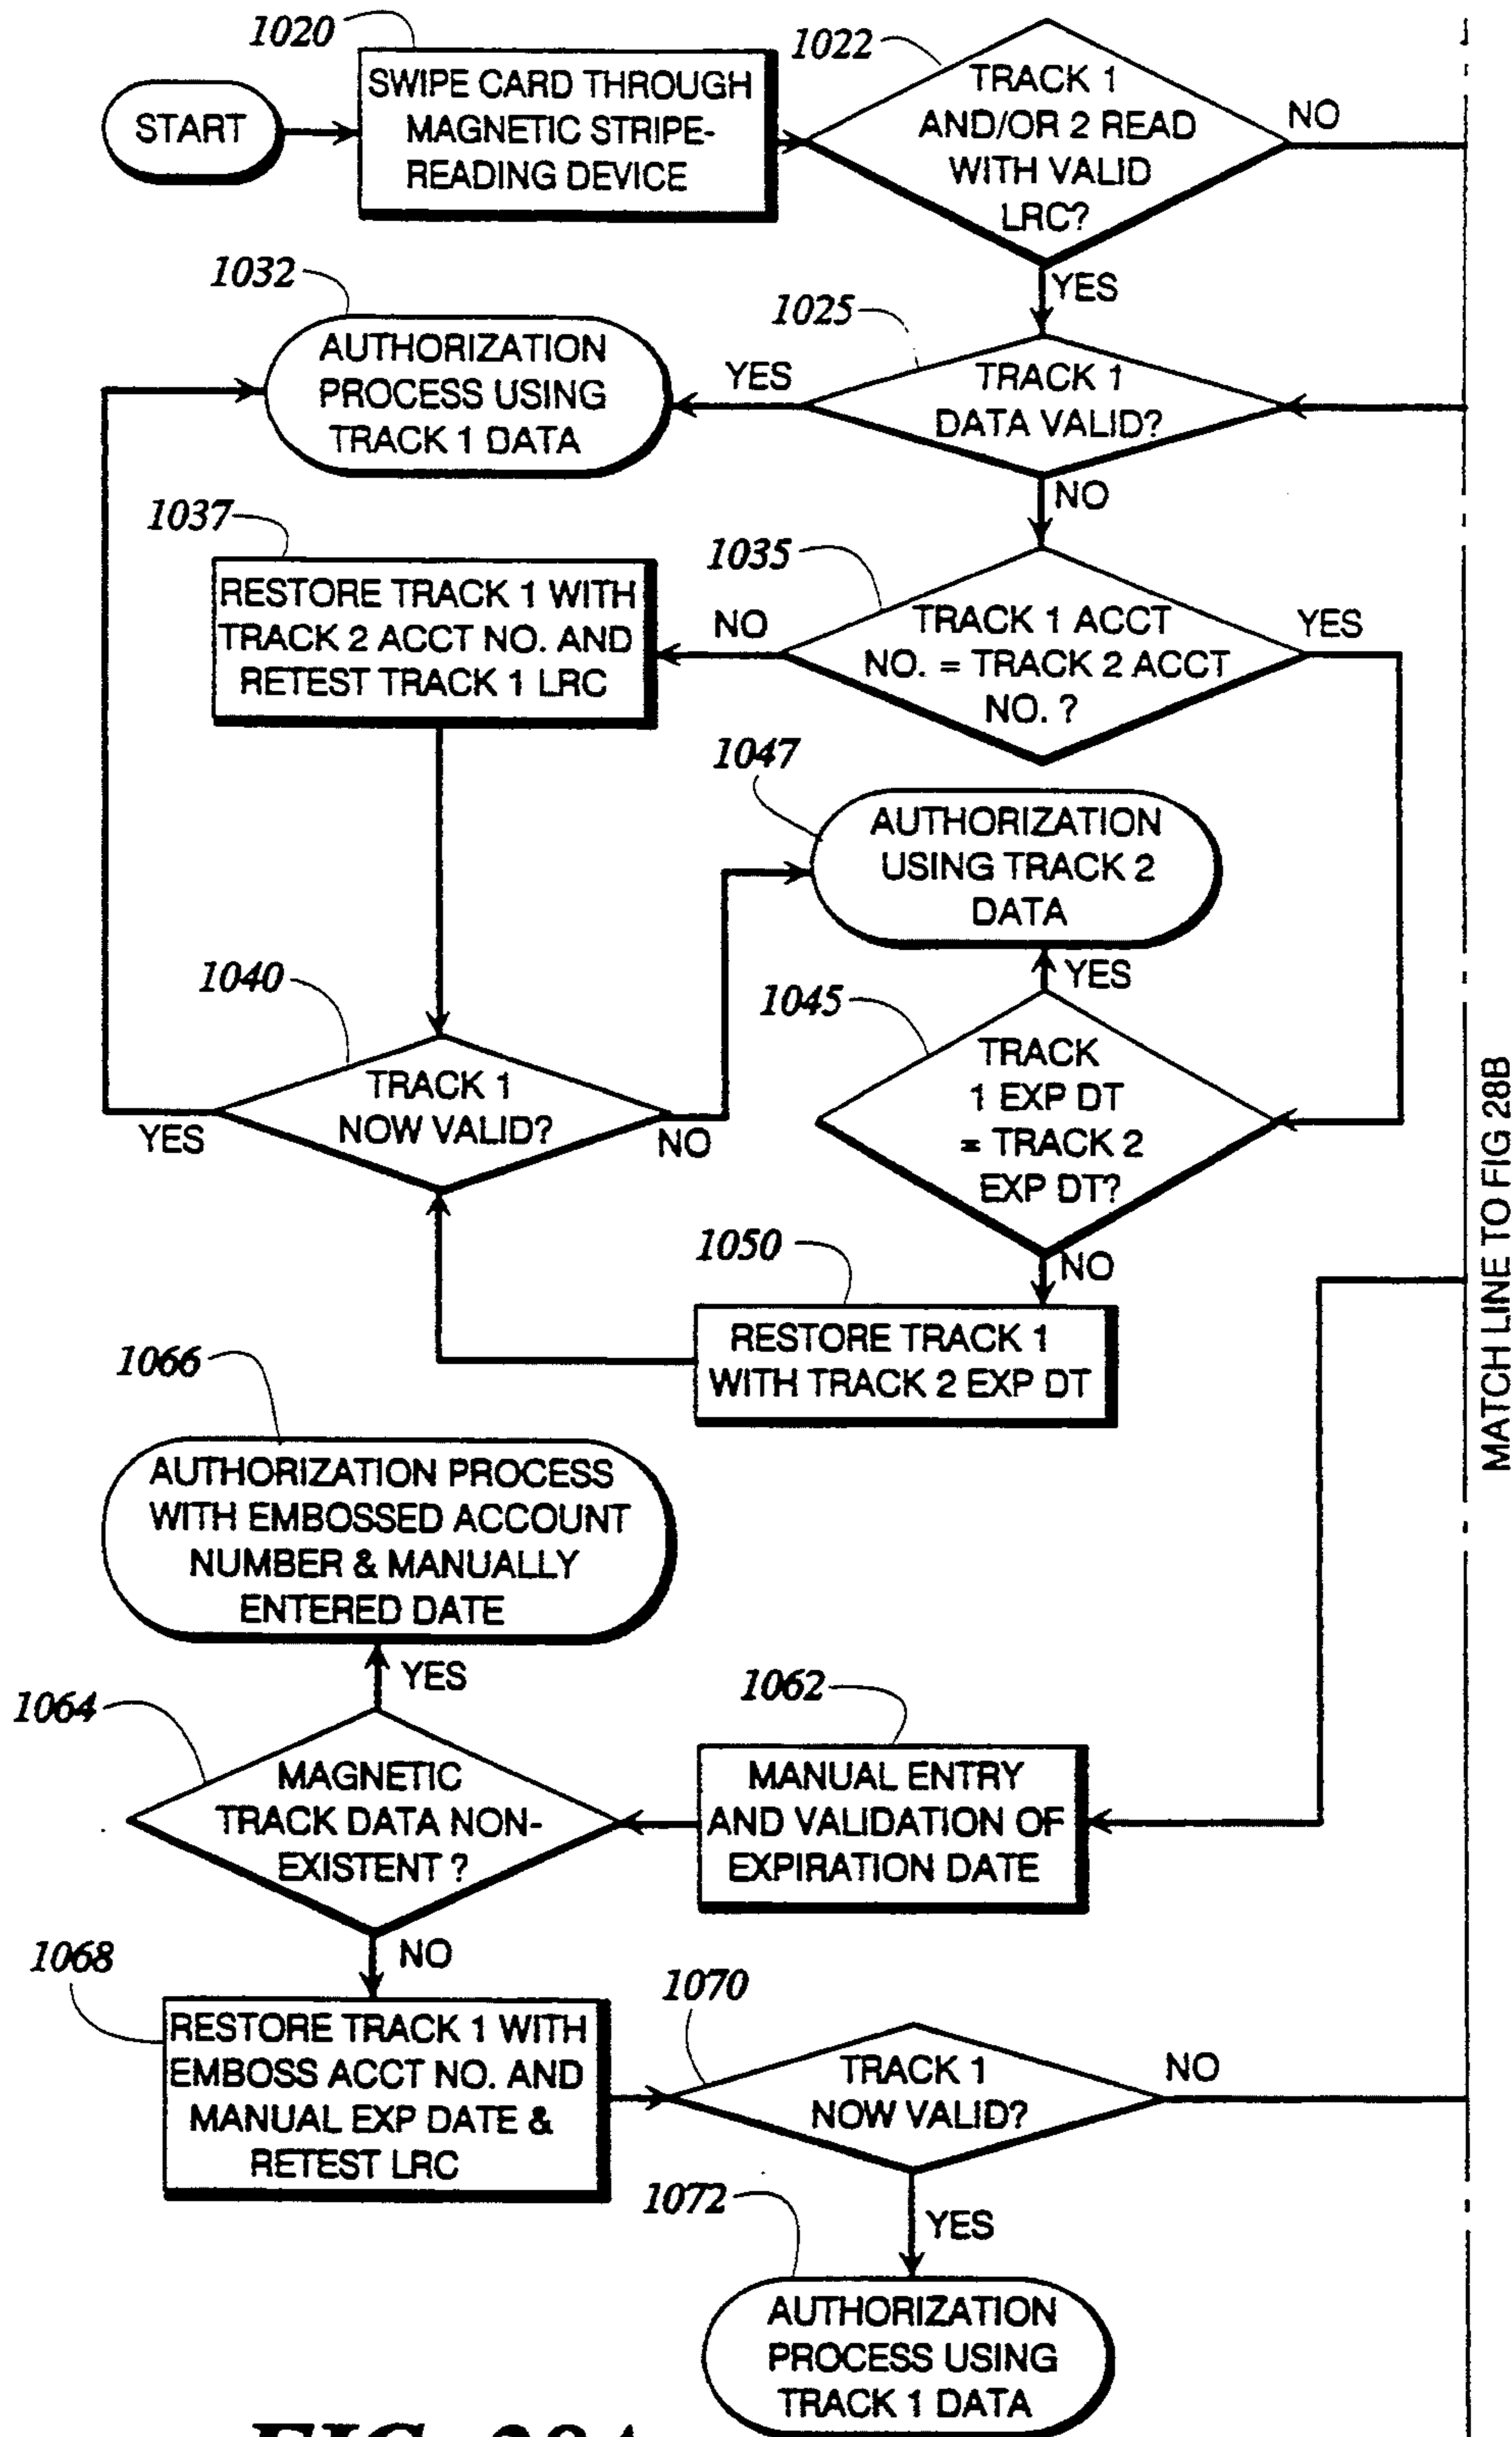 1020
START
SWIPE CARD THROUGH
MAGNETIC STRIPE-
READING DEVICE
1022
TRACK 1
AND/OR 2 READ
WITH VALID
LRC?
NO
YES
1032
AUTHORIZATION
PROCESS USING
TRACK 1 DATA
YES
1025
TRACK 1
DATA VALID?
NO
1037
RESTORE TRACK 1 WITH
TRACK 2 ACCT NO. AND
RETEST TRACK 1 LRC
NO
1035
TRACK 1 ACCT
NO. = TRACK 2 ACCT
NO. ?
YES
1047
AUTHORIZATION
USING TRACK 2
DATA
YES
1040
TRACK 1
NOW VALID?
YES
NO
1045
TRACK
1 EXP DT
= TRACK 2
EXP DT?
NO
1050
RESTORE TRACK 1
WITH TRACK 2 EXP DT
MATCH LINE TO FIG 28B
1066
AUTHORIZATION PROCESS
WITH EMBOSSED ACCOUNT
NUMBER & MANUALLY
ENTERED DATE
YES
1064
MAGNETIC
TRACK DATA NON-
EXISTENT ?
1062
MANUAL ENTRY
AND VALIDATION OF
EXPIRATION DATE
NO
1068
RESTORE TRACK 1 WITH
EMBOSS ACCT NO. AND
MANUAL EXP DATE &
RETEST LRC
1070
TRACK 1
NOW VALID?
NO
YES
1072
AUTHORIZATION
PROCESS USING
TRACK 1 DATA